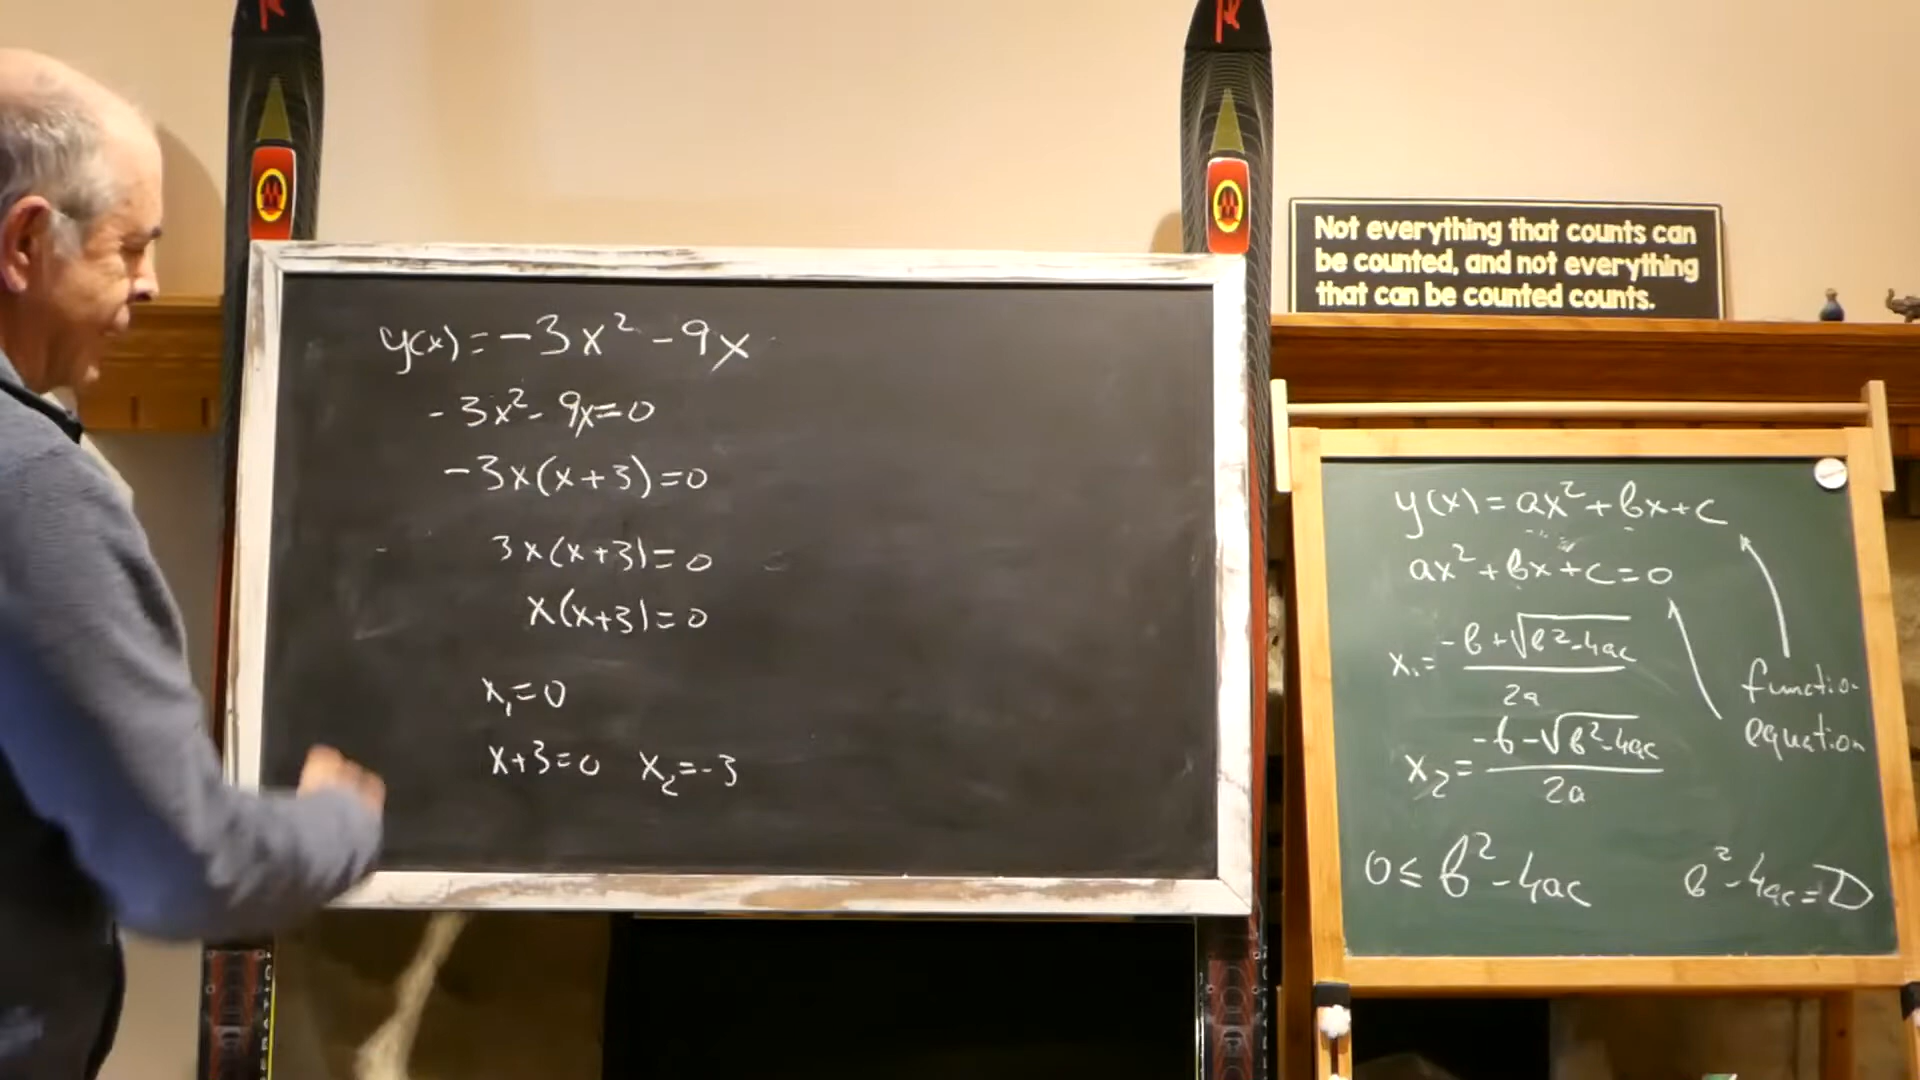 y(x)=-3x²-9x
-3x²-9x=0
-3x(x+3)=0
3x(x+3)=0
x(x+3)=0
x₁=0
x+3=0 x₂=-3
Not everything that counts can
be counted, and not everything
that can be counted counts.
y(x)=ax²+bx+c
ax²+bx+c=0
x₁=(-b+√(b²-4ac))/2a
x₂=(-b-√(b²-4ac))/2a
function
equation
0≤b²-4ac b²-4ac=D